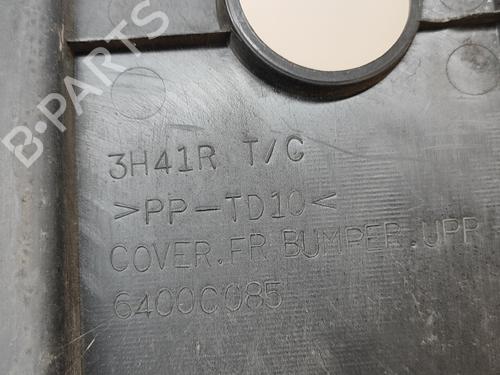 B-PARTS
3H41R T/C
>PP-TD10<
COVER.FR BUMPER.UPR
6400C085